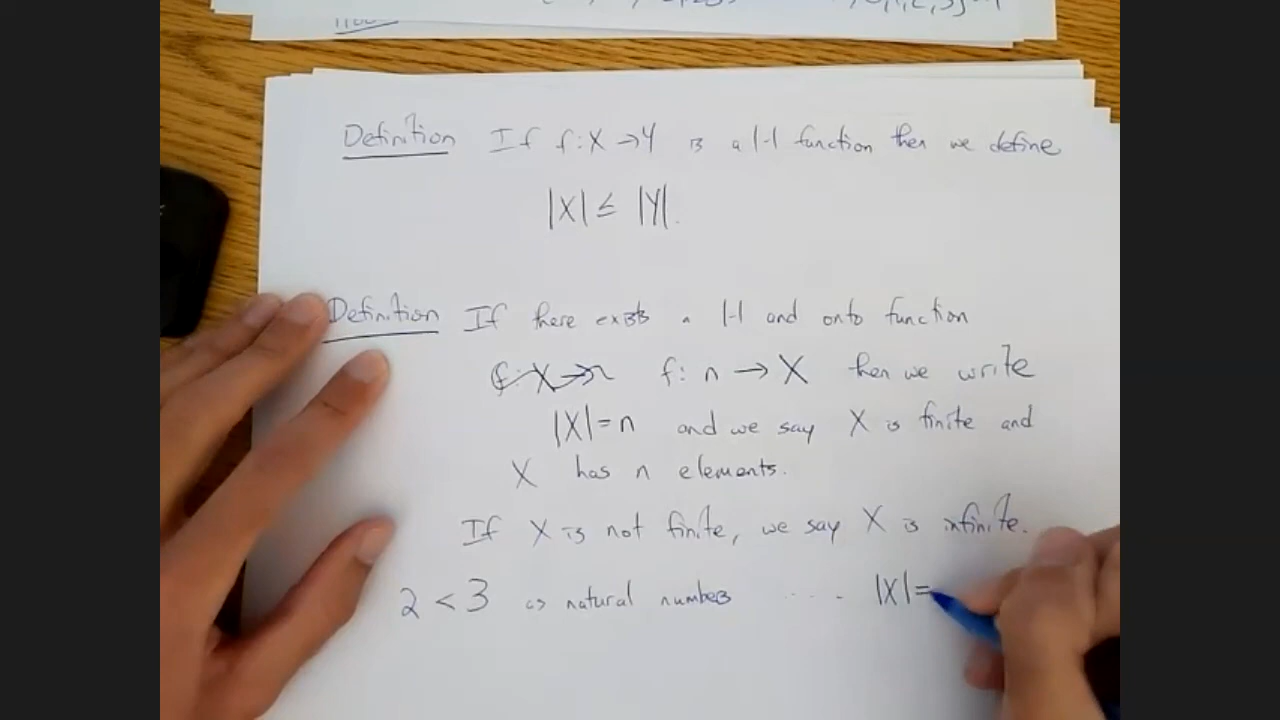 Definition If f: X → Y is a 1-1 function then we define
|X| ≤ |Y|.
Definition If there exists a 1-1 and onto function
f: n → X then we write
|X| = n and we say X is finite and
X has n elements.
If X is not finite, we say X is infinite.
2 < 3 as natural numbers .... |X| =